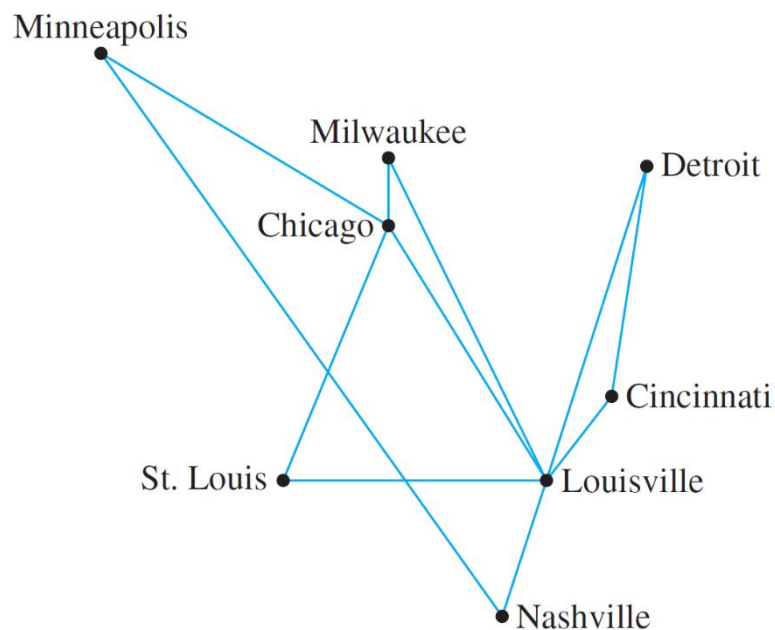 Minneapolis
Milwaukee
Detroit
Chicago
Cincinnati
St. Louis
Louisville
Nashville